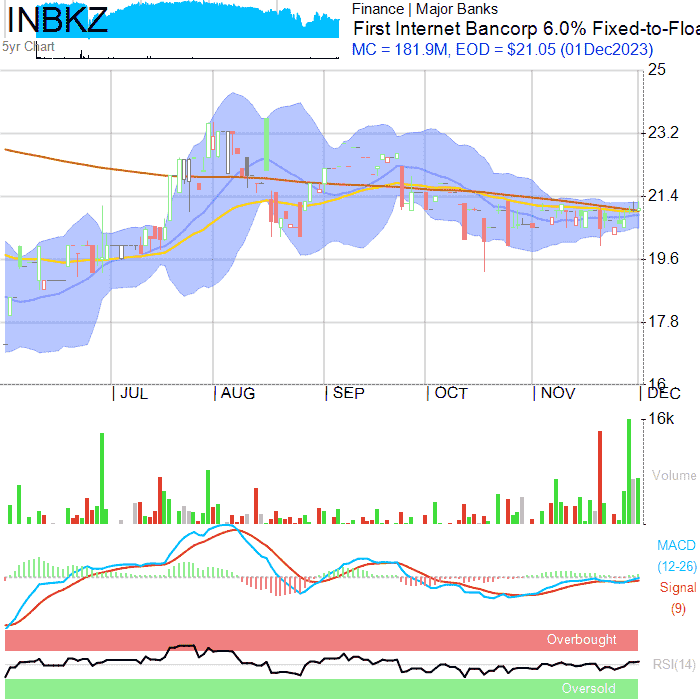 INBKZ
Finance | Major Banks
First Internet Bancorp 6.0% Fixed-to-Floa
MC = 181.9M, EOD = $21.05 (01Dec2023)
5yr Chart
25
23.2
21.4
19.6
17.8
16
JUL AUG SEP OCT NOV DEC
16k
Volume
MACD
(12-26)
Signal
(9)
Overbought
RSI(14)
Oversold